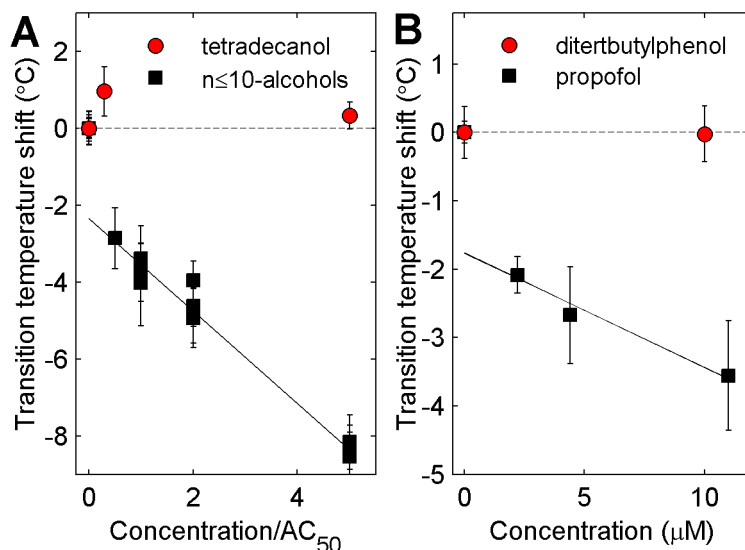 A
tetradecanol
n≤10-alcohols
Transition temperature shift (°C)
2
0
-2
-4
-6
-8
0
2
4
Concentration/AC50
B
ditertbutylphenol
propofol
Transition temperature shift (°C)
1
0
-1
-2
-3
-4
-5
0
5
10
Concentration (μM)